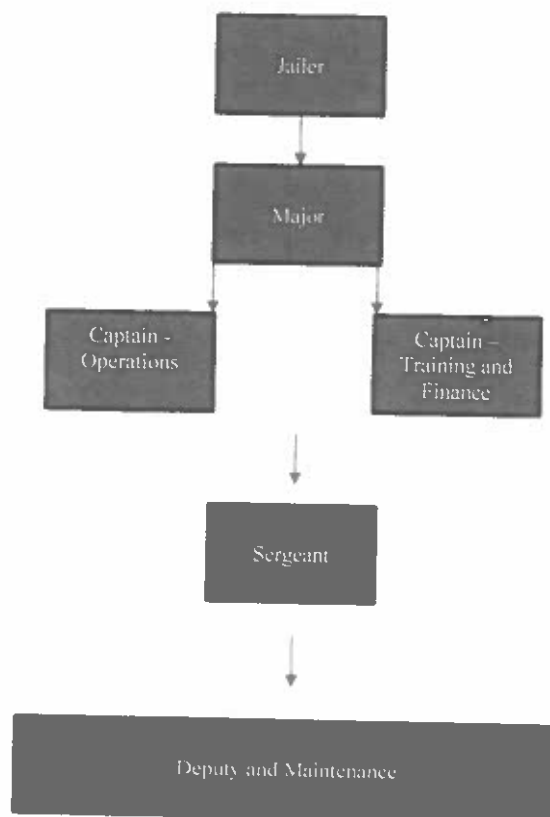 Jailer
Major
Captain -
Operations
Captain –
Training and
Finance
Sergeant
Deputy and Maintenance